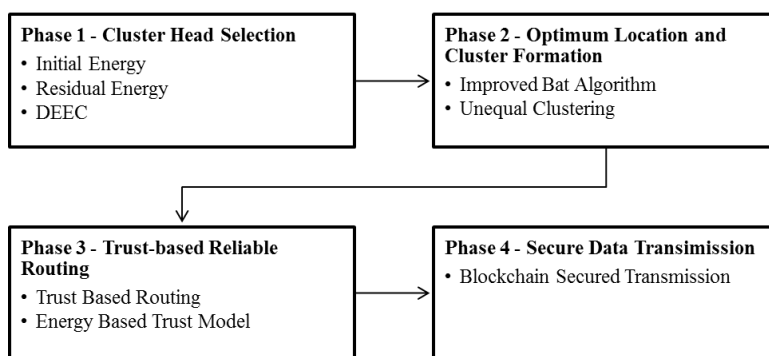 Phase 1 - Cluster Head Selection
• Initial Energy
• Residual Energy
• DEEC
Phase 2 - Optimum Location and
Cluster Formation
• Improved Bat Algorithm
• Unequal Clustering
Phase 3 - Trust-based Reliable
Routing
• Trust Based Routing
• Energy Based Trust Model
Phase 4 - Secure Data Transimission
• Blockchain Secured Transmission